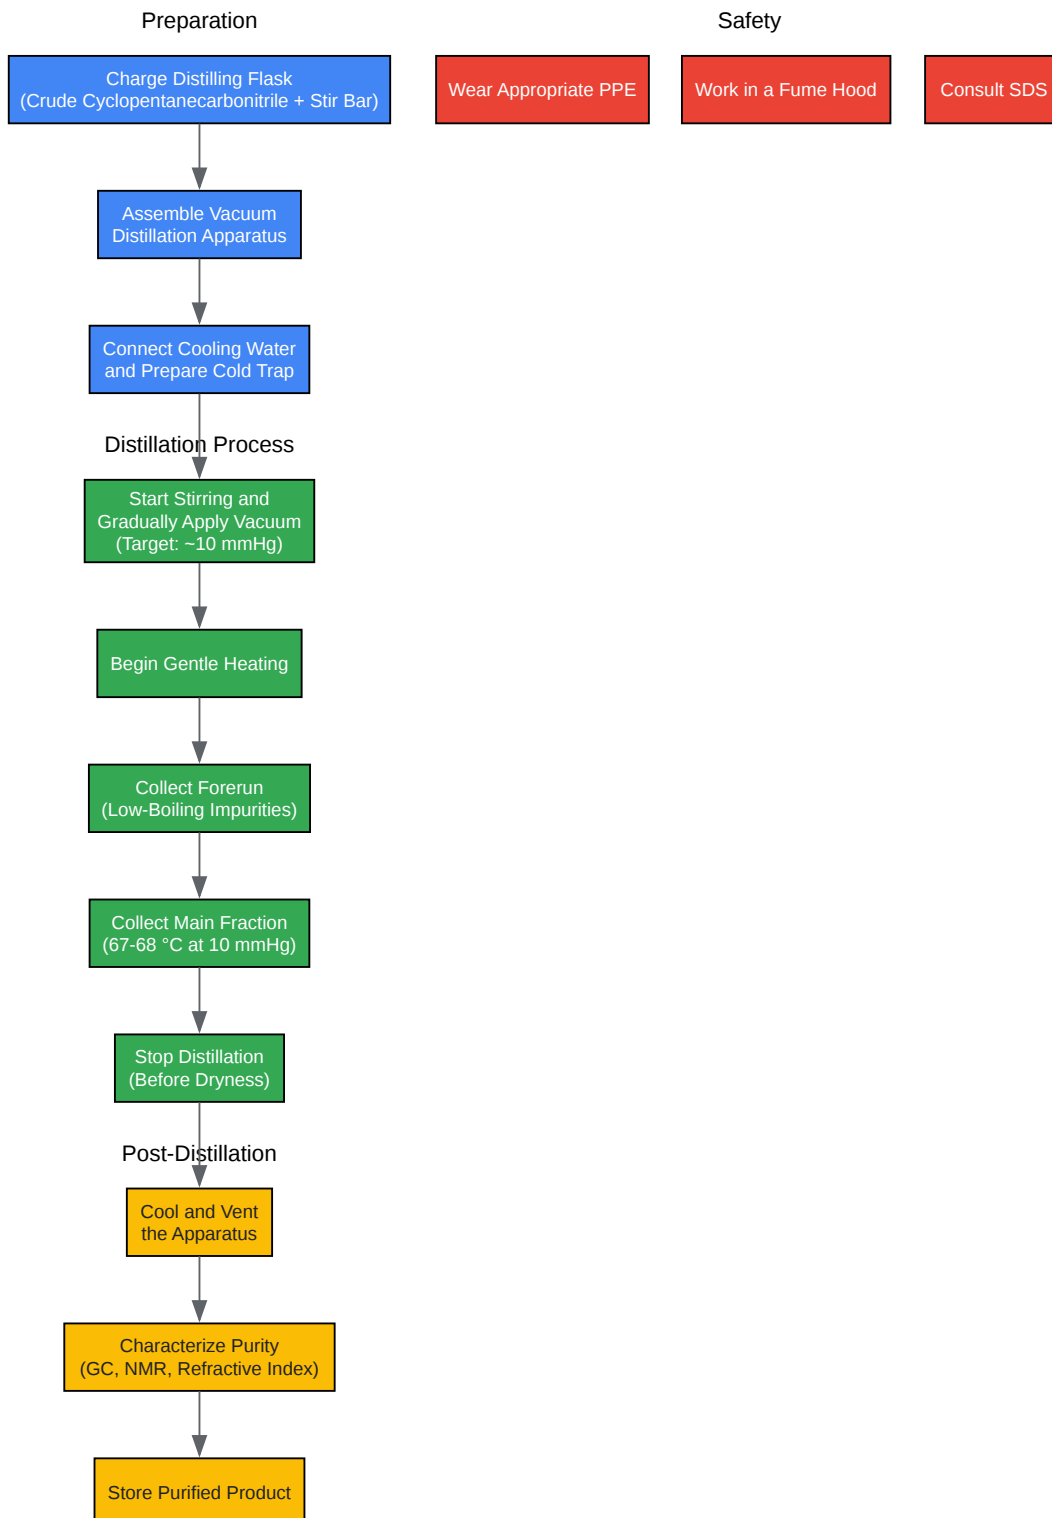 Preparation
Safety
Charge Distilling Flask
(Crude Cyclopentanecarbonitrile + Stir Bar)
Wear Appropriate PPE
Work in a Fume Hood
Consult SDS
Assemble Vacuum
Distillation Apparatus
Connect Cooling Water
and Prepare Cold Trap
Distillation Process
Start Stirring and
Gradually Apply Vacuum
(Target: ~10 mmHg)
Begin Gentle Heating
Collect Forerun
(Low-Boiling Impurities)
Collect Main Fraction
(67-68 °C at 10 mmHg)
Stop Distillation
(Before Dryness)
Post-Distillation
Cool and Vent
the Apparatus
Characterize Purity
(GC, NMR, Refractive Index)
Store Purified Product